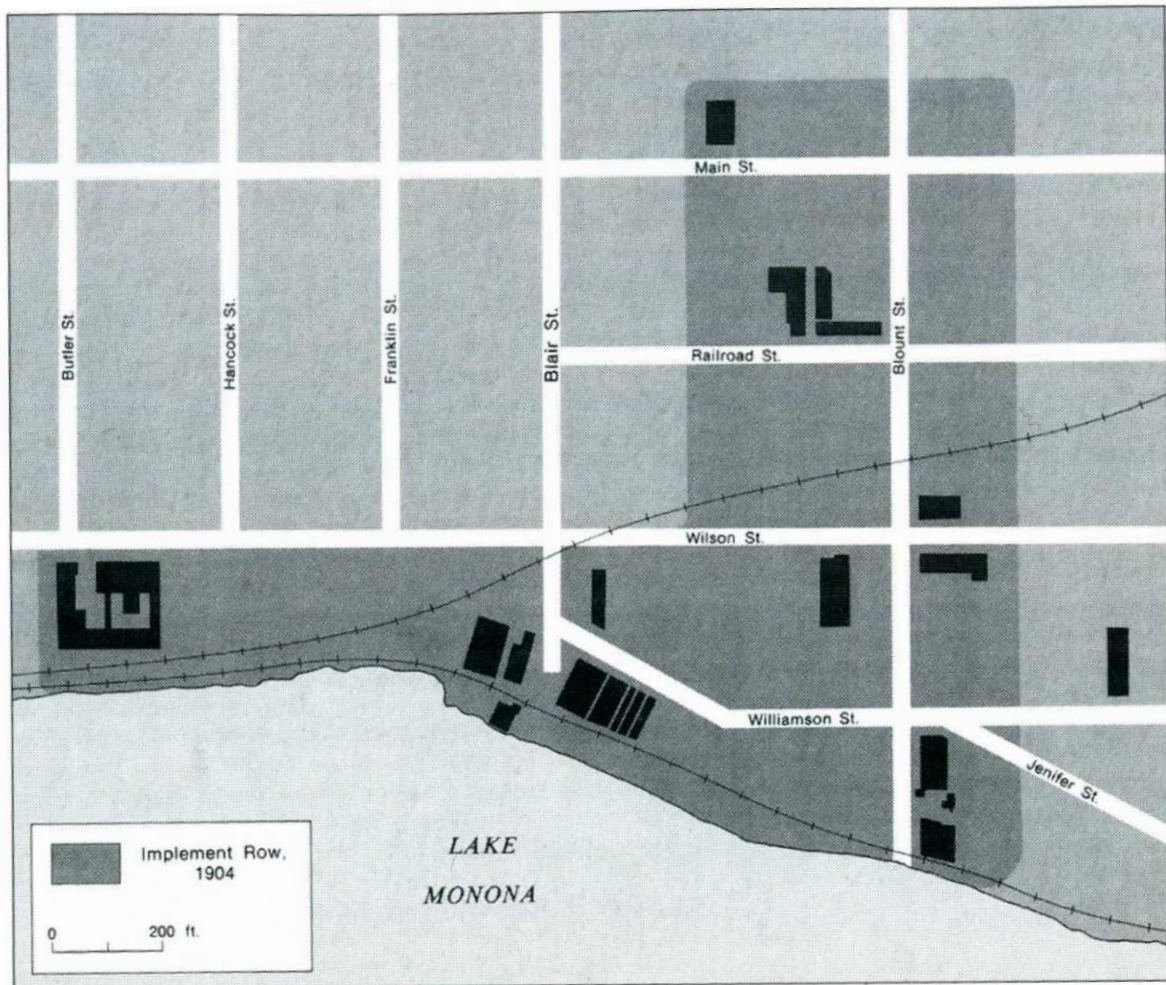 Main St.
Butler St.
Hancock St.
Franklin St.
Blair St.
Railroad St.
Blount St.
Wilson St.
Williamson St.
Jenifer St.
LAKE
MONONA
Implement Row,
1904
0 200 ft.